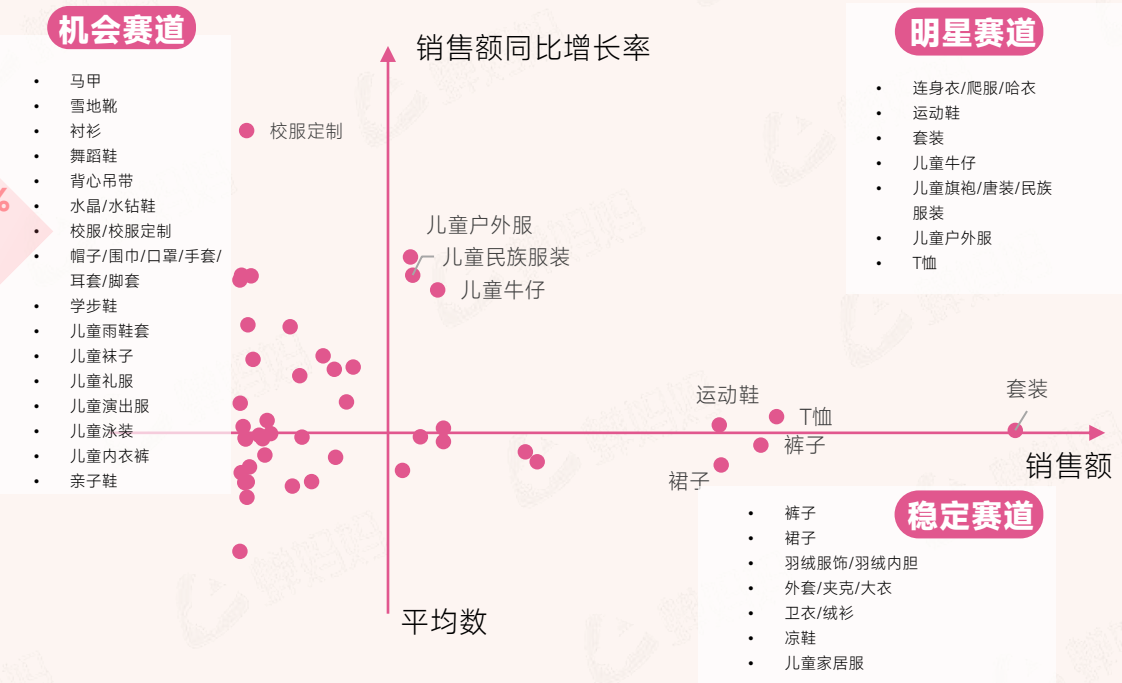 机会赛道
马甲
雪地靴
衬衫
舞蹈鞋
背心吊带
水晶/水钻鞋
校服/校服定制
帽子/围巾/口罩/手套/
耳套/脚套
学步鞋
儿童雨鞋套
儿童袜子
儿童礼服
儿童演出服
儿童泳装
儿童内衣裤
亲子鞋
%
销售额同比增长率
校服定制
儿童户外服
儿童民族服装
儿童牛仔
运动鞋
T恤
套装
裤子
裙子
销售额
平均数
明星赛道
连身衣/爬服/哈衣
运动鞋
套装
儿童牛仔
儿童旗袍/唐装/民族
服装
儿童户外服
T恤
稳定赛道
裤子
裙子
羽绒服饰/羽绒内胆
外套/夹克/大衣
卫衣/绒衫
凉鞋
儿童家居服